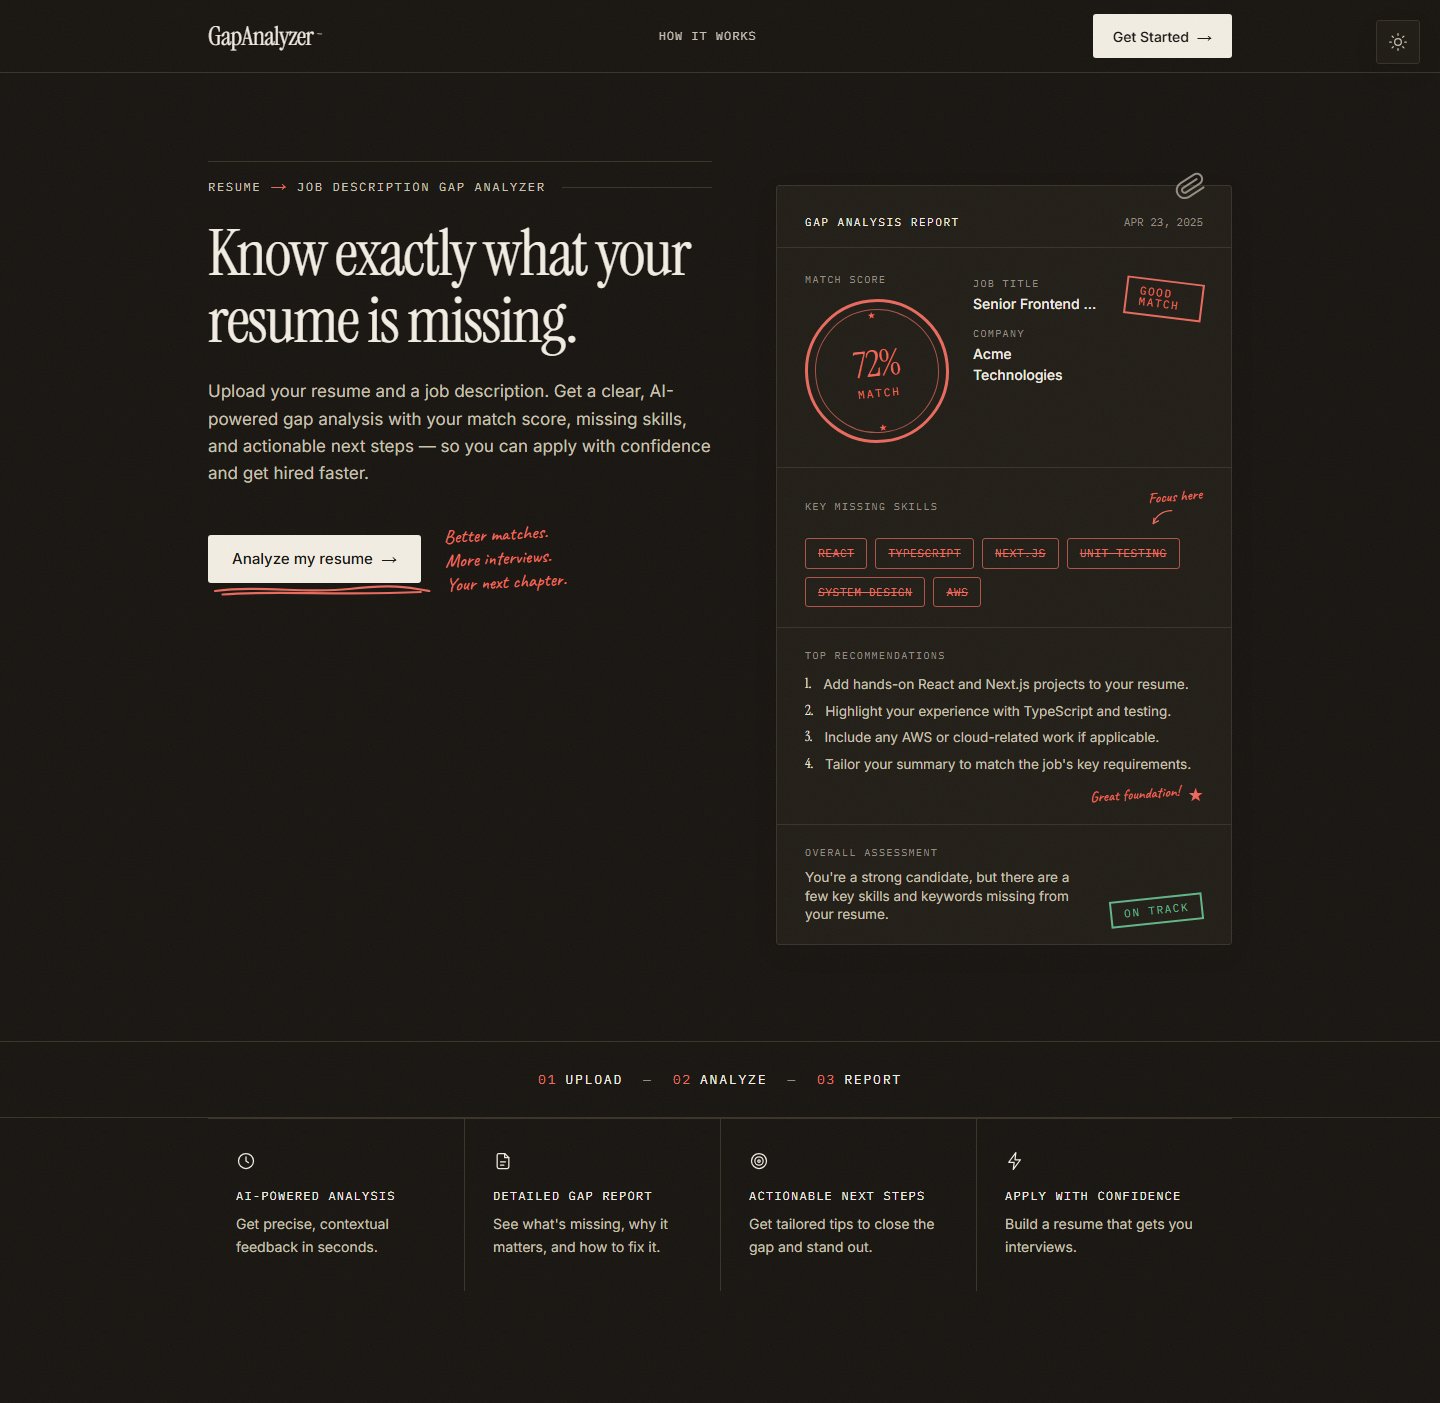 GapAnalyzer™
HOW IT WORKS
Get Started →
RESUME → JOB DESCRIPTION GAP ANALYZER
Know exactly what your
resume is missing.
Upload your resume and a job description. Get a clear, AI-
powered gap analysis with your match score, missing skills,
and actionable next steps — so you can apply with confidence
and get hired faster.
Analyze my resume →
Better matches.
More interviews.
Your next chapter.
GAP ANALYSIS REPORT
APR 23, 2025
MATCH SCORE
★
72%
MATCH
★
JOB TITLE
Senior Frontend ...
COMPANY
Acme
Technologies
GOOD
MATCH
KEY MISSING SKILLS
Focus here
REACT
TYPESCRIPT
NEXT.JS
UNIT TESTING
SYSTEM DESIGN
AWS
TOP RECOMMENDATIONS
1. Add hands-on React and Next.js projects to your resume.
2. Highlight your experience with TypeScript and testing.
3. Include any AWS or cloud-related work if applicable.
4. Tailor your summary to match the job's key requirements.
Great foundation! ★
OVERALL ASSESSMENT
You're a strong candidate, but there are a
few key skills and keywords missing from
your resume.
ON TRACK
01 UPLOAD — 02 ANALYZE — 03 REPORT
AI-POWERED ANALYSIS
Get precise, contextual
feedback in seconds.
DETAILED GAP REPORT
See what's missing, why it
matters, and how to fix it.
ACTIONABLE NEXT STEPS
Get tailored tips to close the
gap and stand out.
APPLY WITH CONFIDENCE
Build a resume that gets you
interviews.